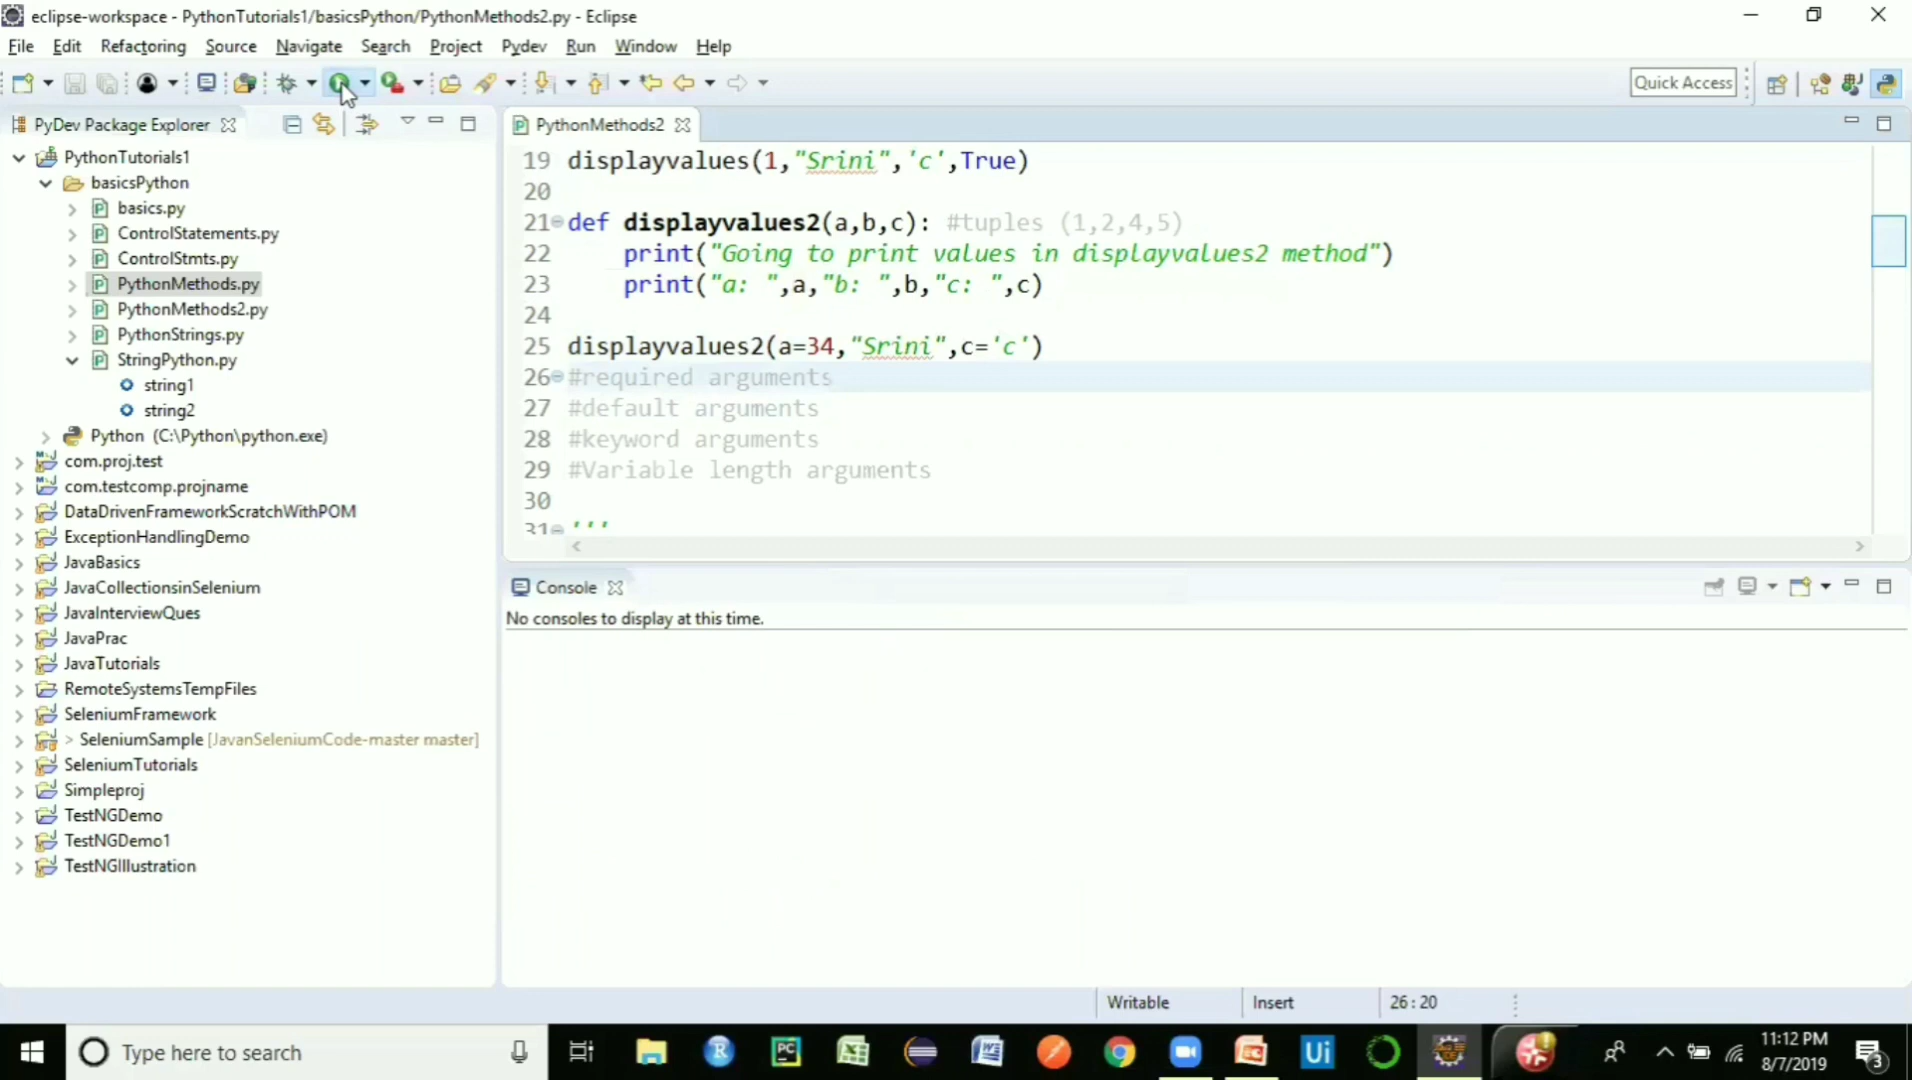 eclipse-workspace - PythonTutorials1/basicsPython/PythonMethods2.py - Eclipse
File Edit Refactoring Source Navigate Search Project Pydev Run Window Help
Quick Access
PyDev Package Explorer
PythonTutorials1
basicsPython
basics.py
ControlStatements.py
ControlStmts.py
PythonMethods.py
PythonMethods2.py
PythonStrings.py
StringPython.py
string1
string2
Python (C:\Python\python.exe)
com.proj.test
com.testcomp.projname
DataDrivenFrameworkScratchWithPOM
ExceptionHandlingDemo
JavaBasics
JavaCollectionsinSelenium
JavaInterviewQues
JavaPrac
JavaTutorials
RemoteSystemsTempFiles
SeleniumFramework
> SeleniumSample [JavanSeleniumCode-master master]
SeleniumTutorials
Simpleproj
TestNGDemo
TestNGDemo1
TestNGIllustration
PythonMethods2
19 displayvalues(1,"Srini",'c',True)
20
21 def displayvalues2(a,b,c): #tuples (1,2,4,5)
22 print("Going to print values in displayvalues2 method")
23 print("a: ",a,"b: ",b,"c: ",c)
24
25 displayvalues2(a=34,"Srini",c='c')
26 #required arguments
27 #default arguments
28 #keyword arguments
29 #Variable length arguments
30
31 '''
Console
No consoles to display at this time.
Writable Insert 26 : 20
Type here to search
11:12 PM
8/7/2019
3